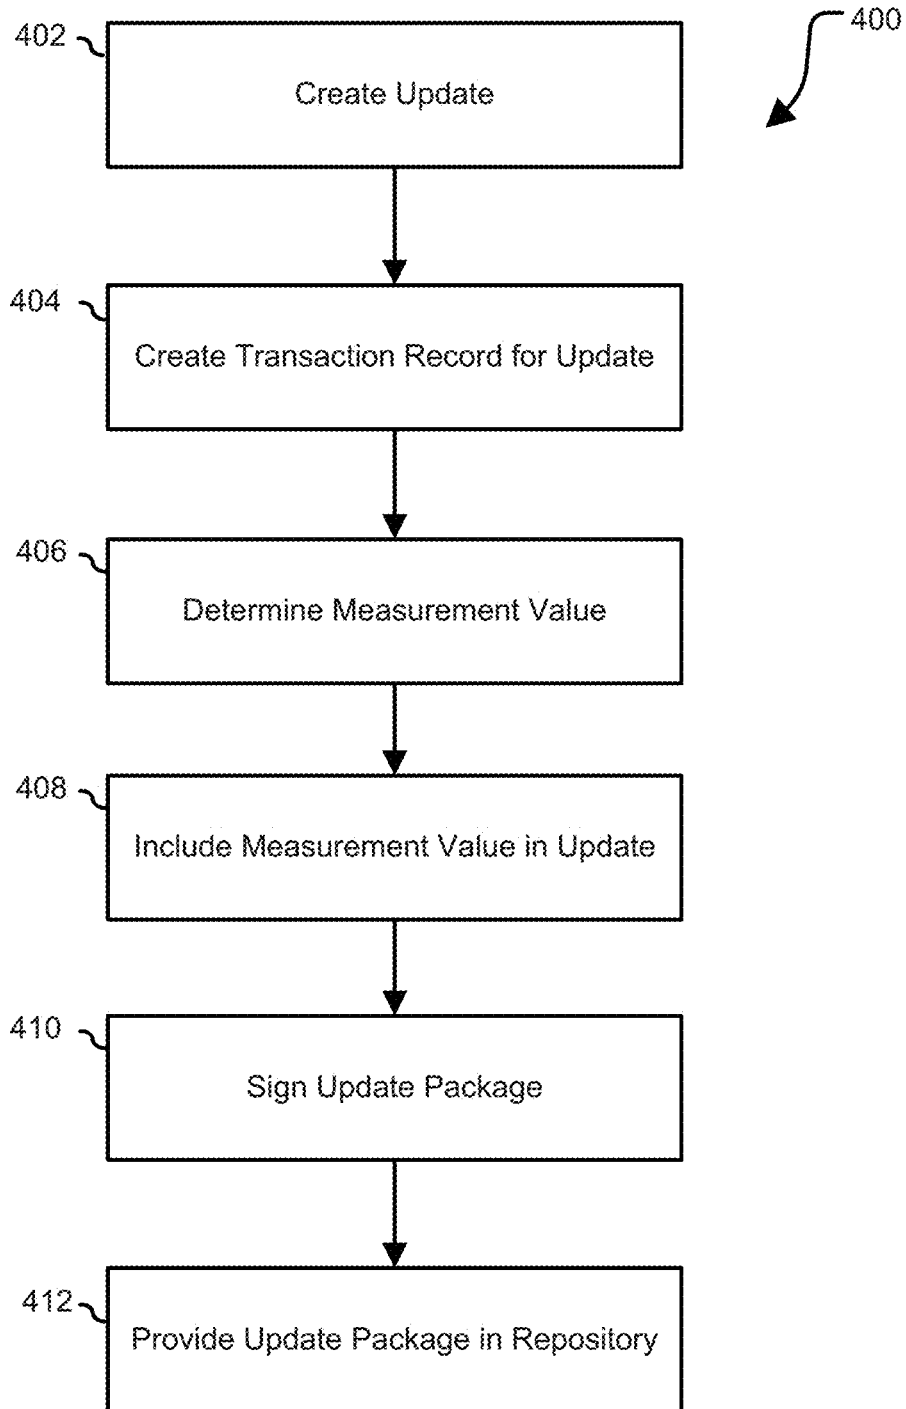 400
402
Create Update
404
Create Transaction Record for Update
406
Determine Measurement Value
408
Include Measurement Value in Update
410
Sign Update Package
412
Provide Update Package in Repository